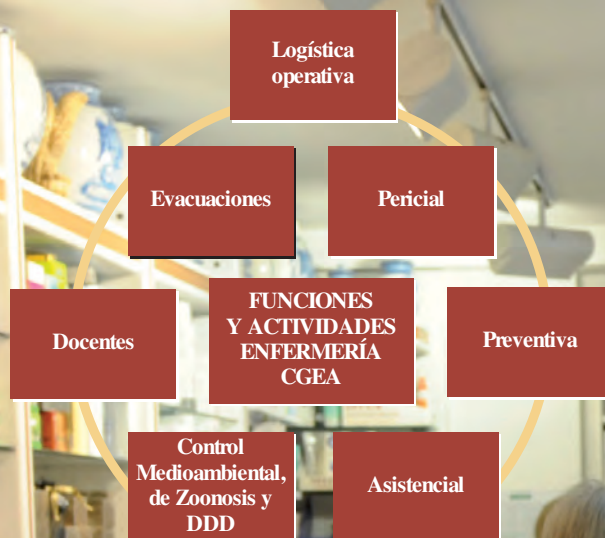 Logística
operativa
Evacuaciones
Pericial
FUNCIONES
Y ACTIVIDADES
ENFERMERÍA
CGEA
Docentes
Preventiva
Control
Medioambiental,
de Zoonosis y
DDD
Asistencial